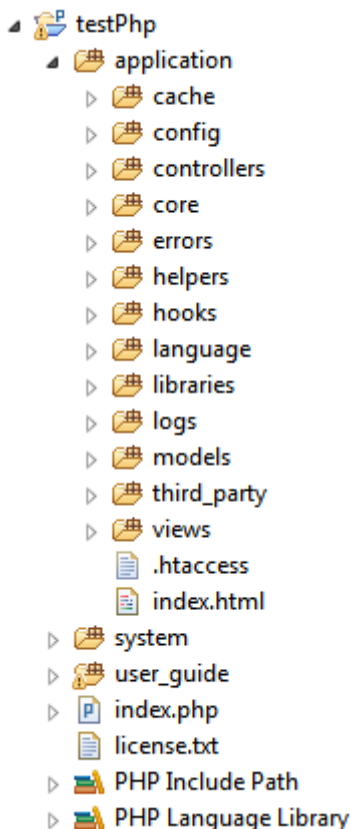 testPhp
application
cache
config
controllers
core
errors
helpers
hooks
language
libraries
logs
models
third_party
views
.htaccess
index.html
system
user_guide
index.php
license.txt
PHP Include Path
PHP Language Library